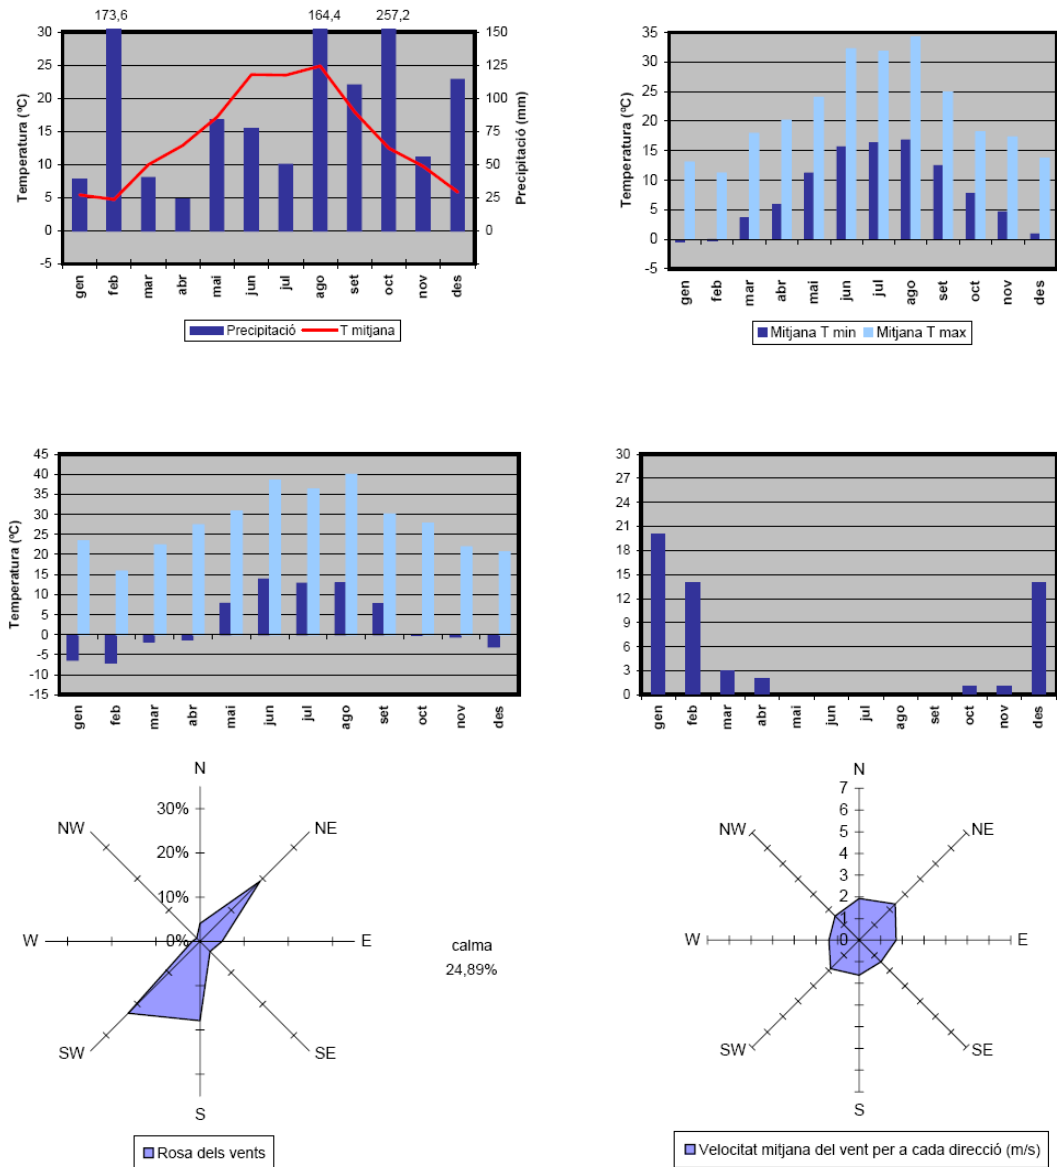 173,6 164,4 257,2
30 150
25 125
20 100
15 75
10 50
5 25
0 0
-5
Temperatura (ºC)
Precipitació (mm)
gen feb mar abr mai jun jul ago set oct nov des
Precipitació T mitjana
35
30
25
20
15
10
5
0
-5
Temperatura (ºC)
gen feb mar abr mai jun jul ago set oct nov des
Mitjana T min Mitjana T max
45
40
35
30
25
20
15
10
5
0
-5
-10
-15
Temperatura (ºC)
gen feb mar abr mai jun jul ago set oct nov des
30
27
24
21
18
15
12
9
6
3
0
gen feb mar abr mai jun jul ago set oct nov des
N
NW NE
30%
20%
10%
0%
W E
SW SE
S
calma
24,89%
Rosa dels vents
N
7
6
5
4
3
2
1
0
NW NE
W E
SW SE
S
Velocitat mitjana del vent per a cada direcció (m/s)